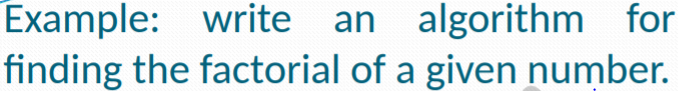 Example: write an algorithm for
finding the factorial of a given number.